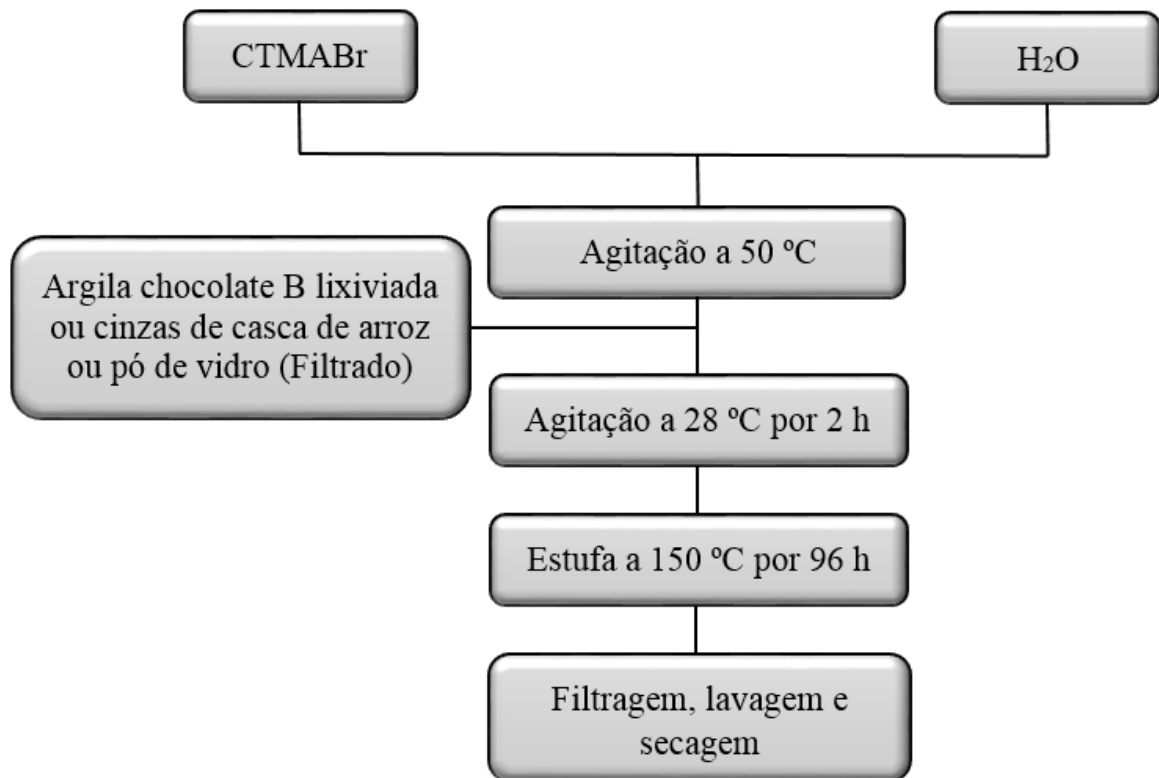 CTMABr
H₂O
Agitação a 50 ºC
Argila chocolate B lixiviada
ou cinzas de casca de arroz
ou pó de vidro (Filtrado)
Agitação a 28 ºC por 2 h
Estufa a 150 ºC por 96 h
Filtragem, lavagem e
secagem